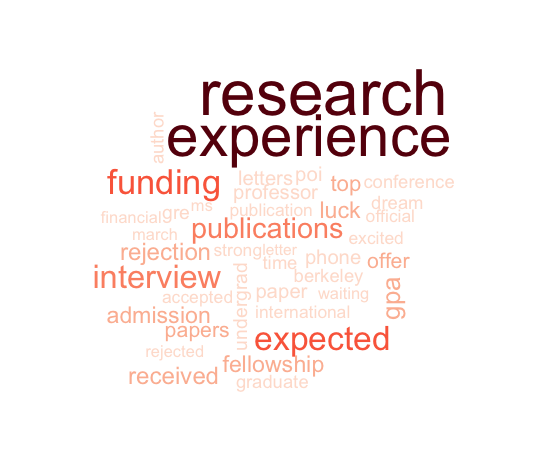 research
experience
author
funding
letters
poi
professor
top
conference
financial
gre
ms
publication
luck
dream
official
march
publications
excited
rejection
strong
letter
time
phone
offer
interview
undergrad
berkeley
gpa
accepted
paper
waiting
admission
international
papers
expected
rejected
fellowship
received
graduate